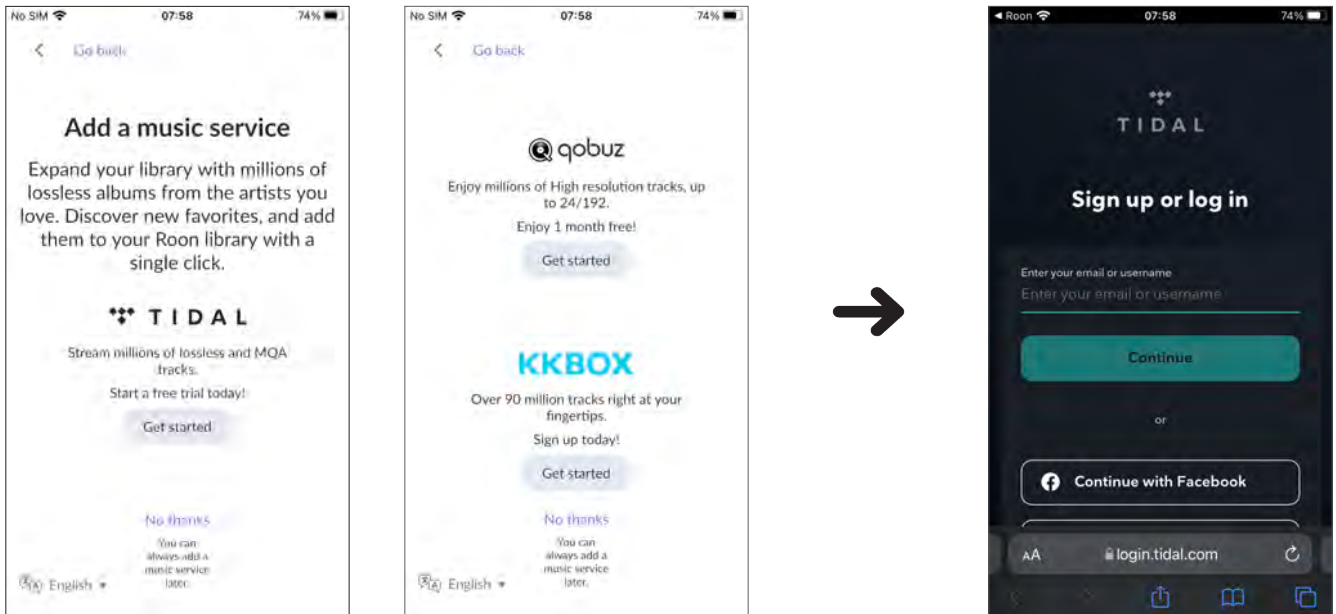 No SIM 07:58 74%
Go back
Add a music service
Expand your library with millions of
lossless albums from the artists you
love. Discover new favorites, and add
them to your Roon library with a
single click.
TIDAL
Stream millions of lossless and MQA
tracks.
Start a free trial today!
Get started
No thanks
You can
always add a
music service
later.
English
No SIM 07:58 74%
Go back
qobuz
Enjoy millions of High resolution tracks, up
to 24/192.
Enjoy 1 month free!
Get started
KKBOX
Over 90 million tracks right at your
fingertips.
Sign up today!
Get started
No thanks
You can
always add a
music service
later.
English
Roon 07:58 74%
TIDAL
Sign up or log in
Enter your email or username
Enter your email or username
Continue
or
Continue with Facebook
AA login.tidal.com